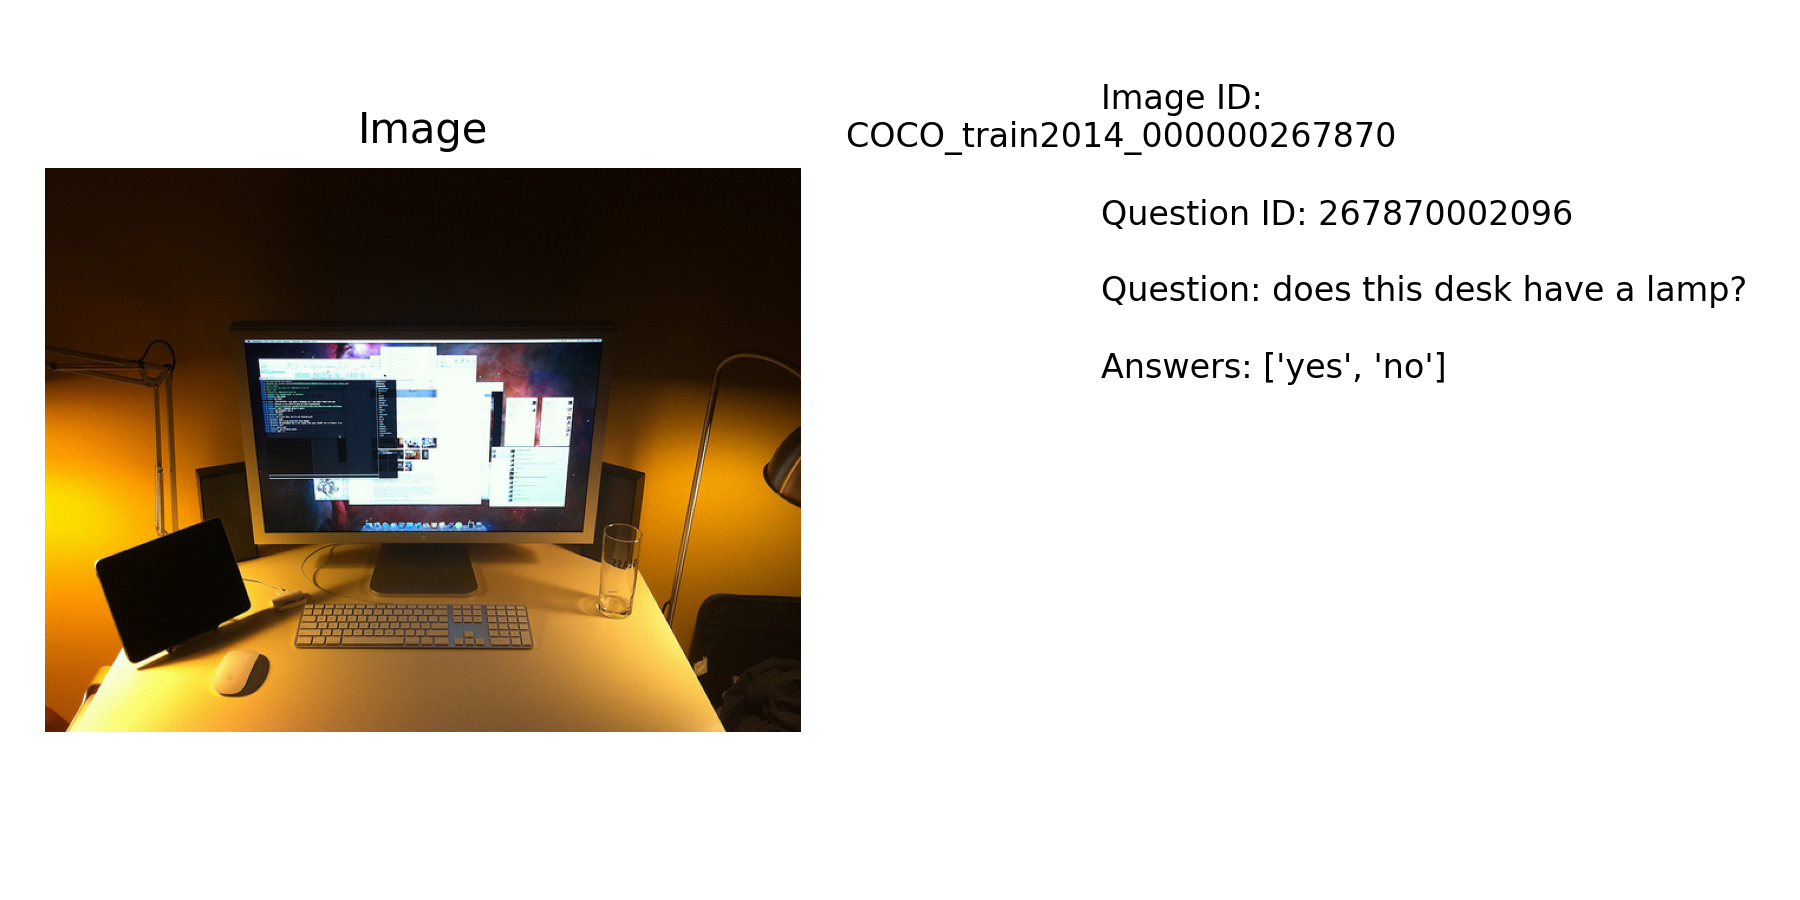 Image
Image ID:
COCO_train2014_000000267870
Question ID: 267870002096
Question: does this desk have a lamp?
Answers: ['yes', 'no']